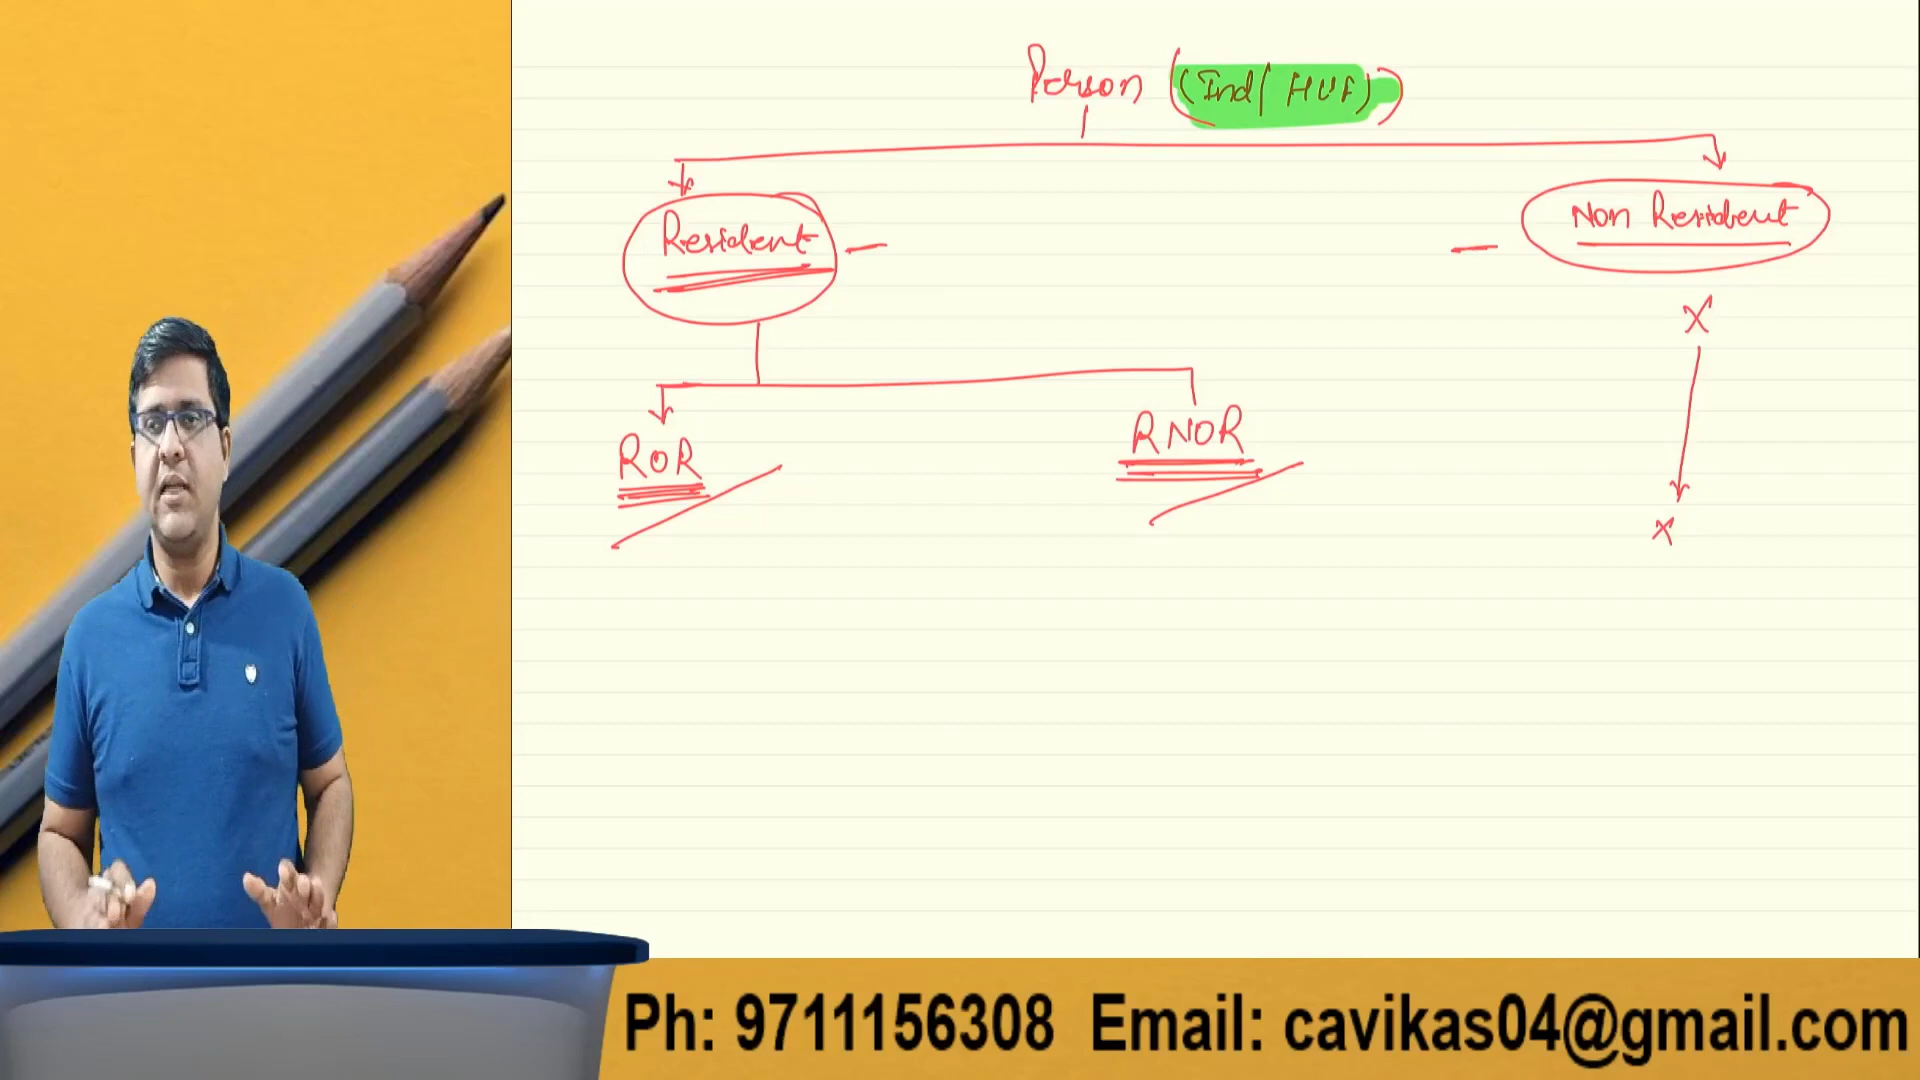 Person ((Ind/ HUF))
Resident — — Non Resident
X
ROR RNOR
X
Ph: 9711156308 Email: cavikas04@gmail.com